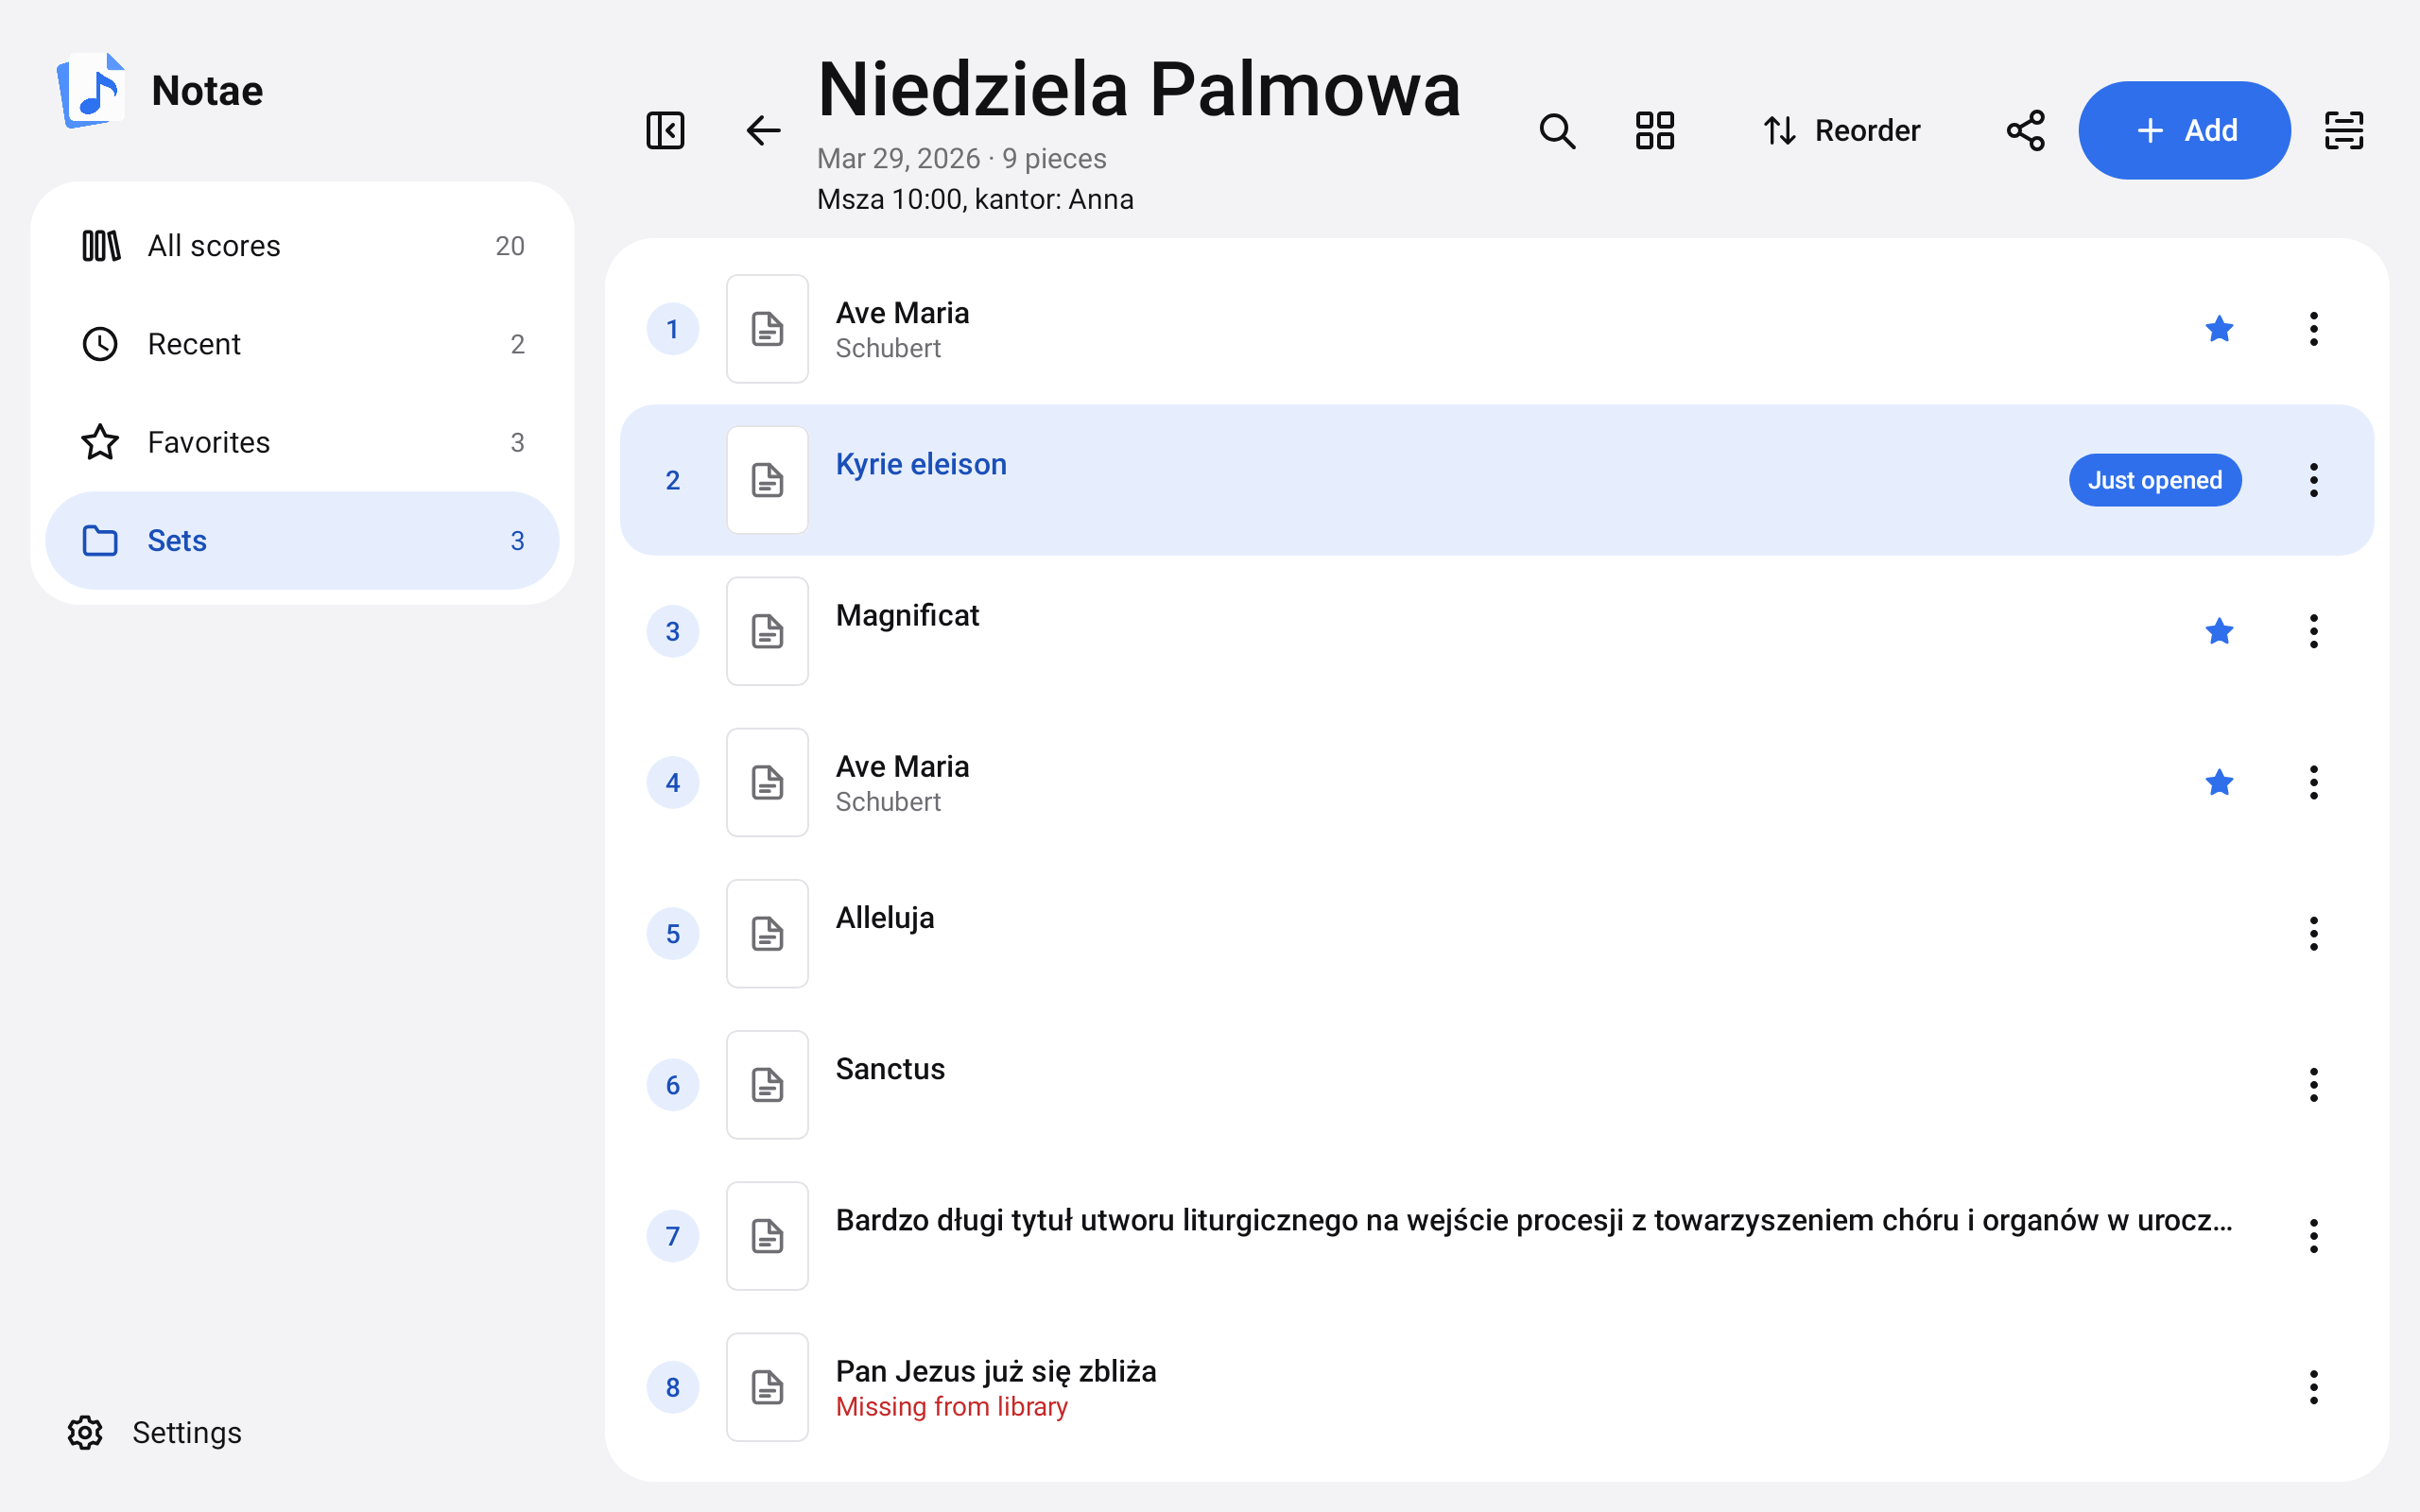 Notae
All scores 20
Recent 2
Favorites 3
Sets 3
Settings
Niedziela Palmowa
Mar 29, 2026 · 9 pieces
Msza 10:00, kantor: Anna
Reorder
Add
1 Ave Maria
Schubert
2 Kyrie eleison
Just opened
3 Magnificat
4 Ave Maria
Schubert
5 Alleluja
6 Sanctus
7 Bardzo długi tytuł utworu liturgicznego na wejście procesji z towarzyszeniem chóru i organów w urocz...
8 Pan Jezus już się zbliża
Missing from library